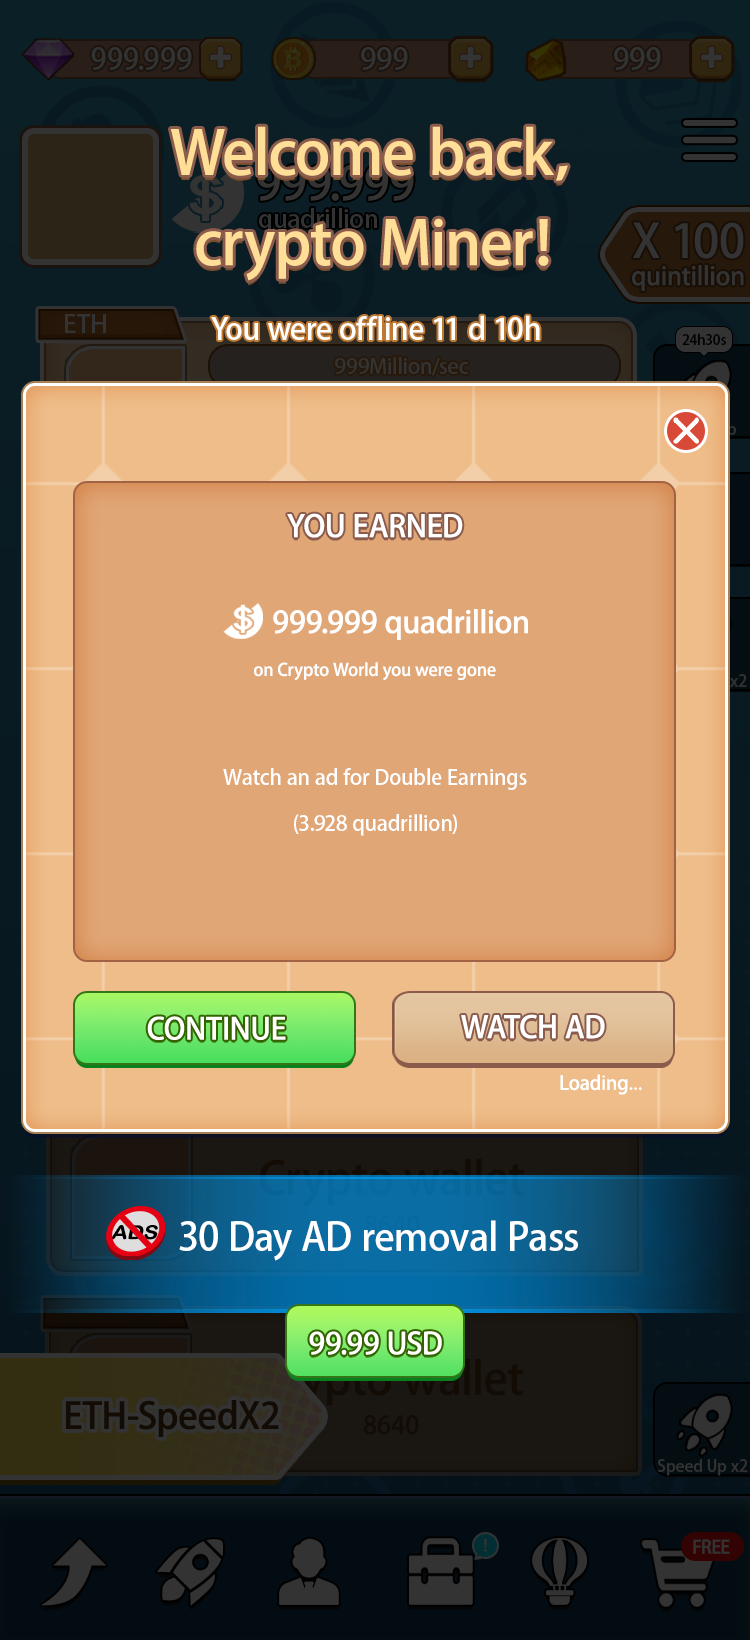 999.999
999
999
999.999
quadrillion
Welcome back,
crypto Miner!
X 100
quintillion
ETH
You were offline 11 d 10h
24h30s
999Million/sec
YOU EARNED
$ 999.999 quadrillion
on Crypto World you were gone
x2
Watch an ad for Double Earnings
(3.928 quadrillion)
CONTINUE
WATCH AD
Loading...
Crypto wallet
ADS
30 Day AD removal Pass
99.99 USD
ETH-SpeedX2
pto wallet
8640
Speed Up x2
!
FREE